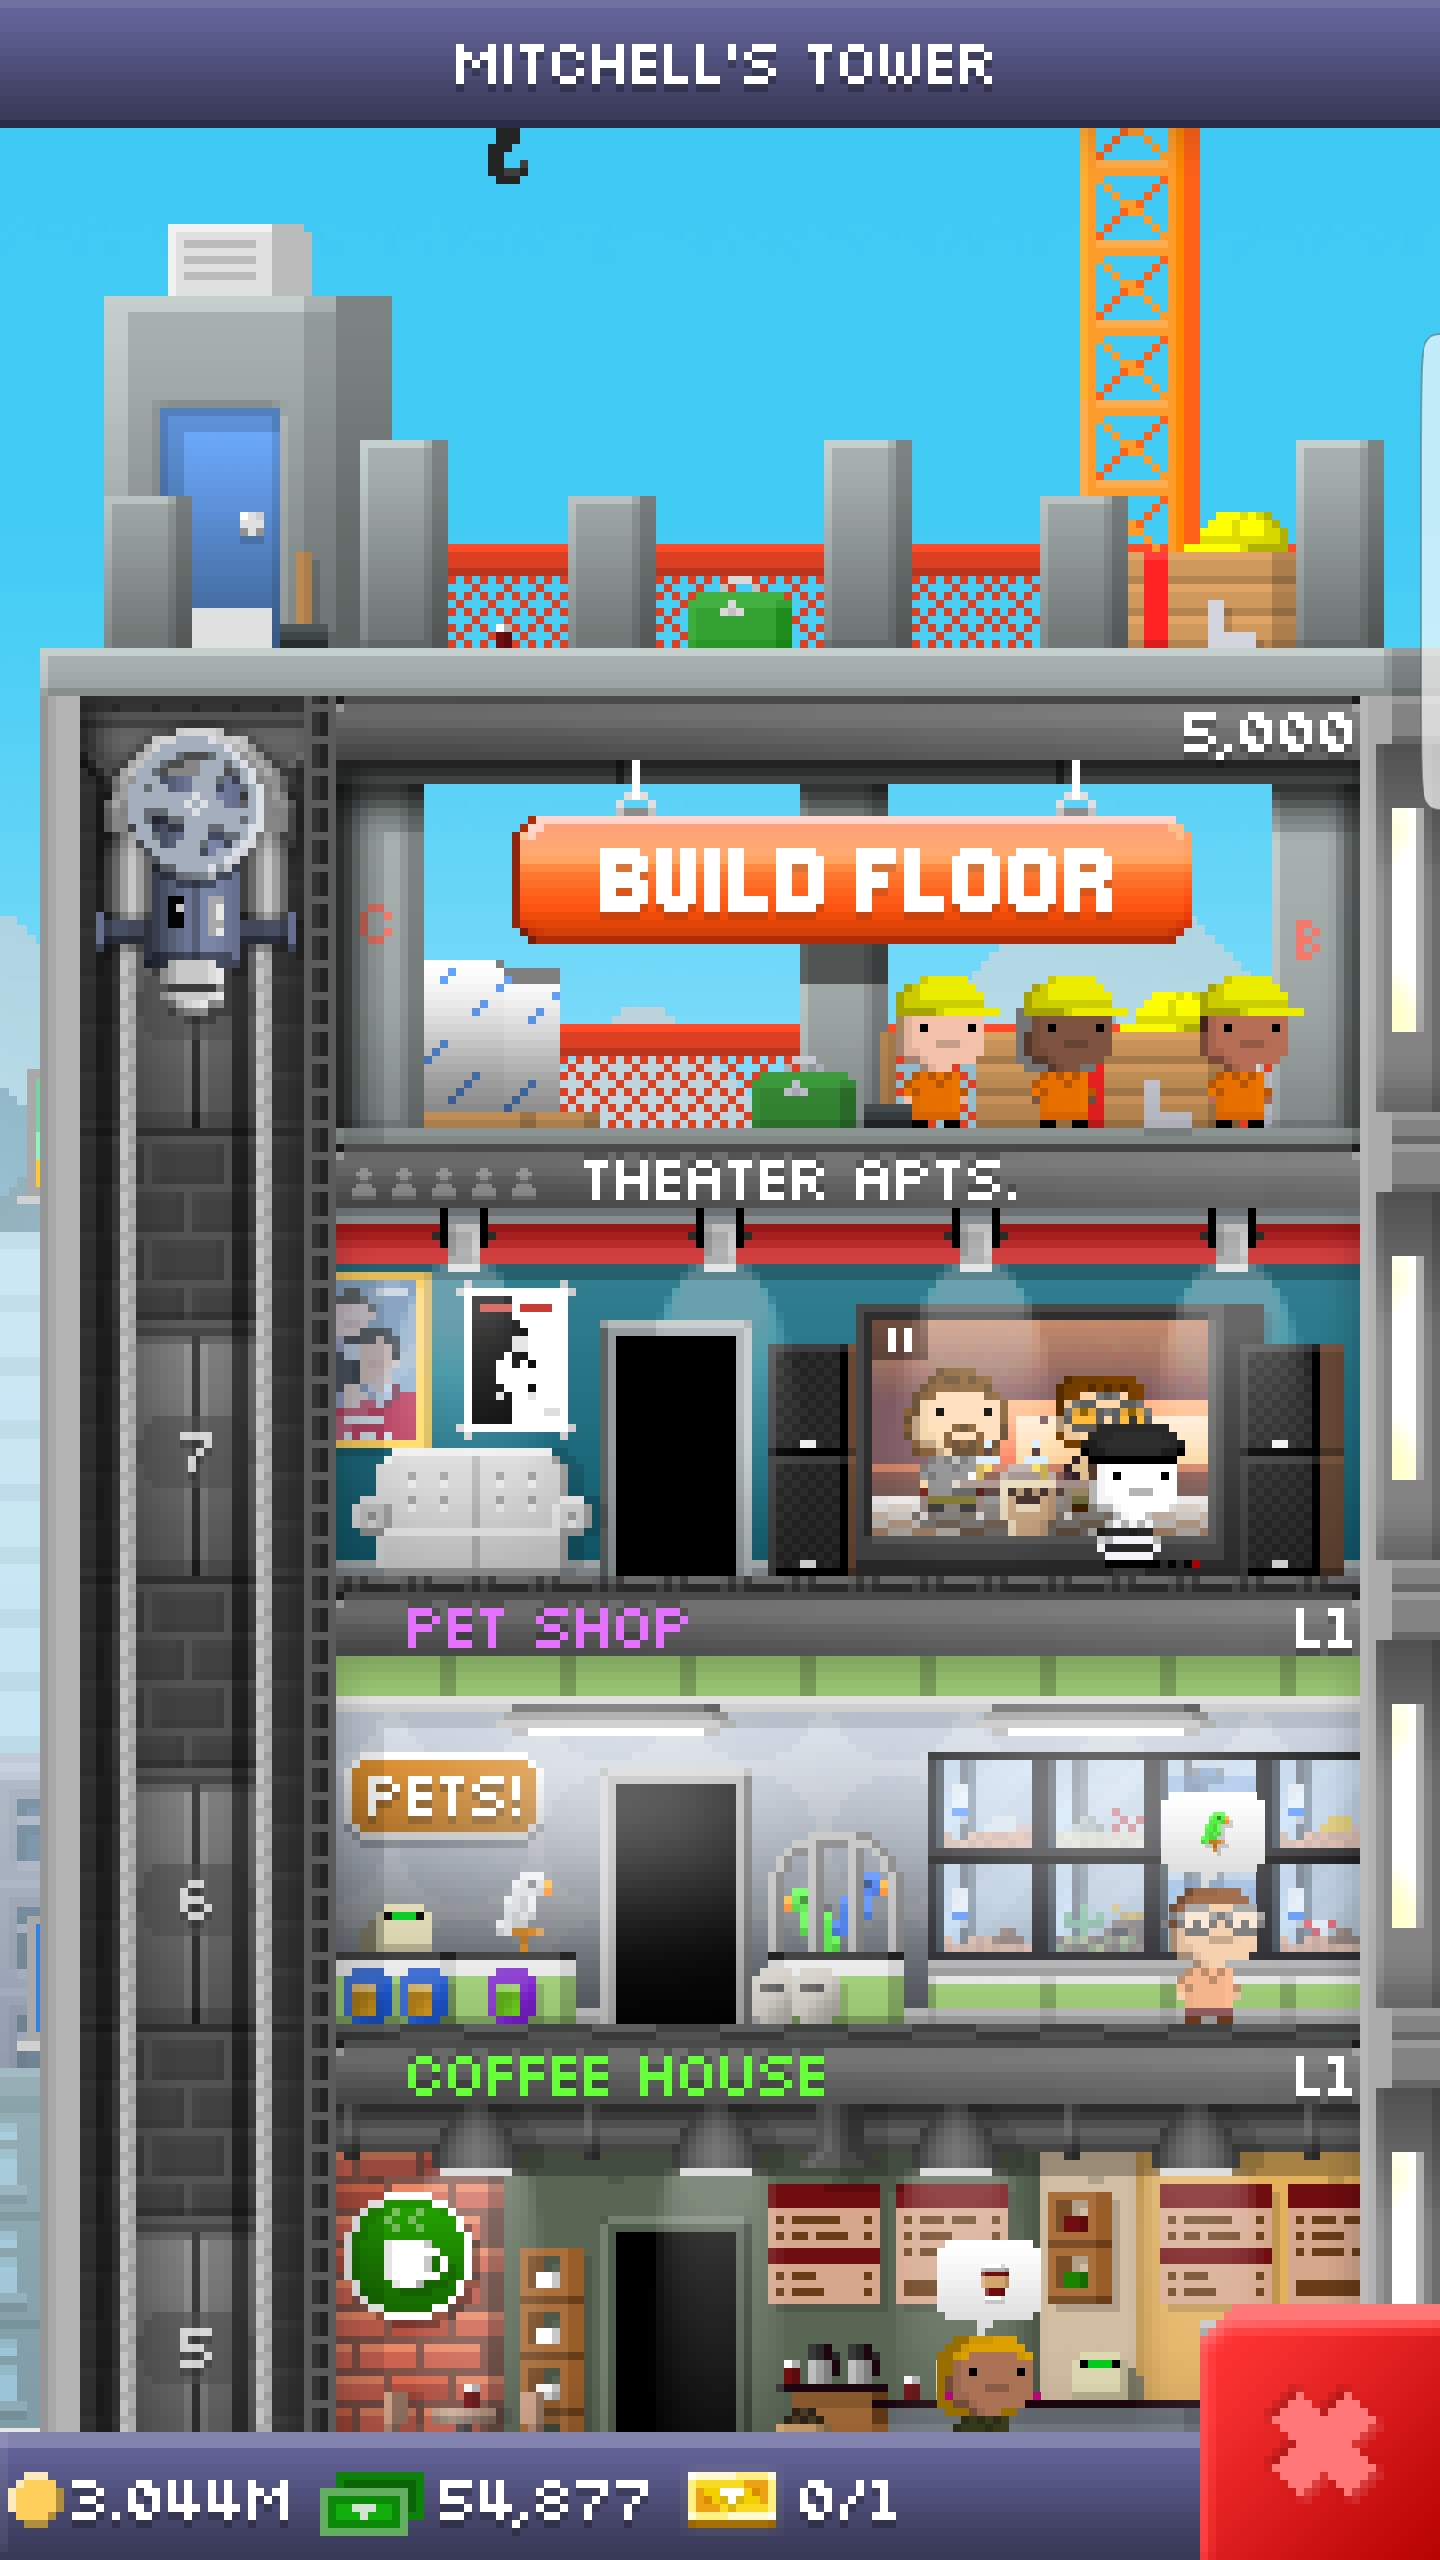 MITCHELL'S TOWER
5,000
BUILD FLOOR
C
B
THEATER APTS.
7
PET SHOP L1
PETS!
6
COFFEE HOUSE L1
5
3.044M 54,877 0/1